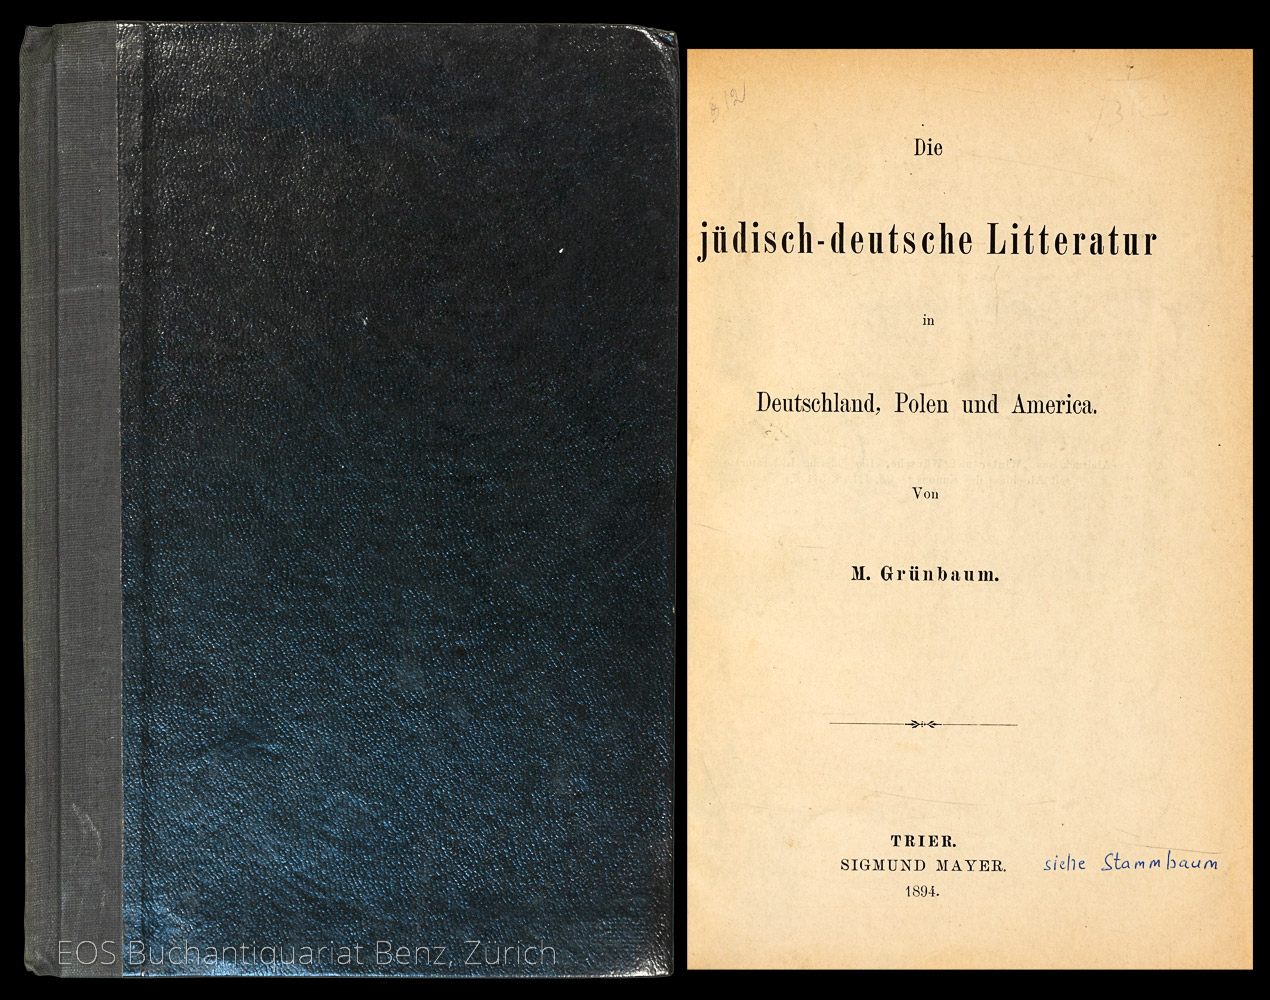 Die
jüdisch-deutsche Litteratur
in
Deutschland, Polen und America.
Von
M. Grünbaum.
TRIER.
SIGMUND MAYER.
1894.
siehe Stammbaum
EOS Buchantiquariat Benz, Zürich